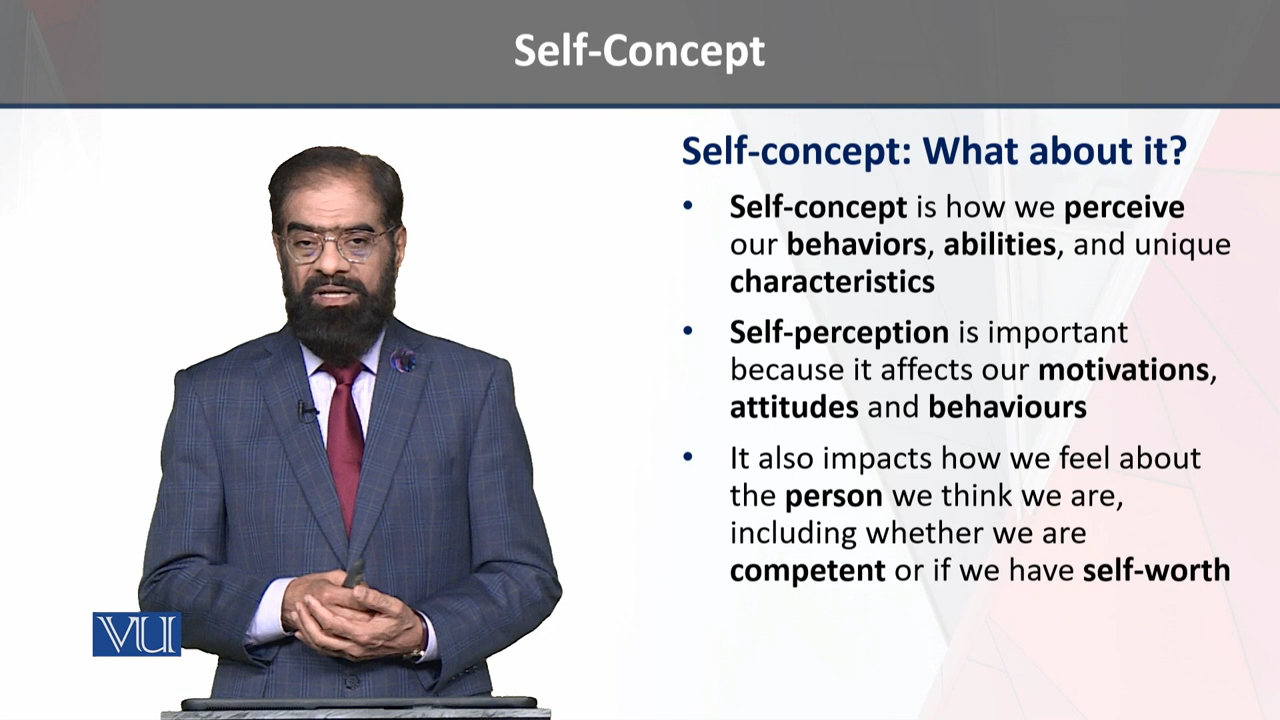 Self-Concept
Self-concept: What about it?
• Self-concept is how we perceive
our behaviors, abilities, and unique
characteristics
• Self-perception is important
because it affects our motivations,
attitudes and behaviours
• It also impacts how we feel about
the person we think we are,
including whether we are
competent or if we have self-worth
VU